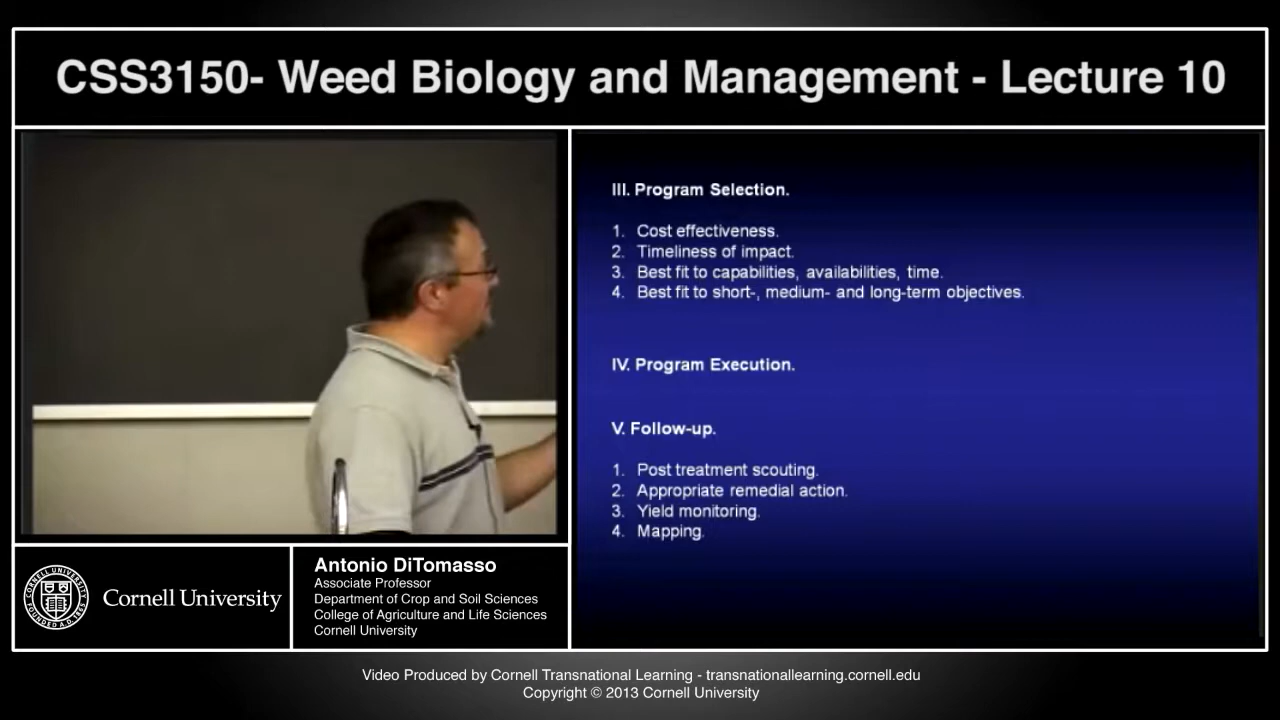 CSS3150- Weed Biology and Management - Lecture 10
III. Program Selection.
1. Cost effectiveness.
2. Timeliness of impact.
3. Best fit to capabilities, availabilities, time.
4. Best fit to short-, medium- and long-term objectives.
IV. Program Execution.
V. Follow-up.
1. Post treatment scouting.
2. Appropriate remedial action.
3. Yield monitoring.
4. Mapping.
CORNELL UNIVERSITY
FOUNDED A.D. 1865
Cornell University
Antonio DiTomasso
Associate Professor
Department of Crop and Soil Sciences
College of Agriculture and Life Sciences
Cornell University
Video Produced by Cornell Transnational Learning - transnationallearning.cornell.edu
Copyright © 2013 Cornell University